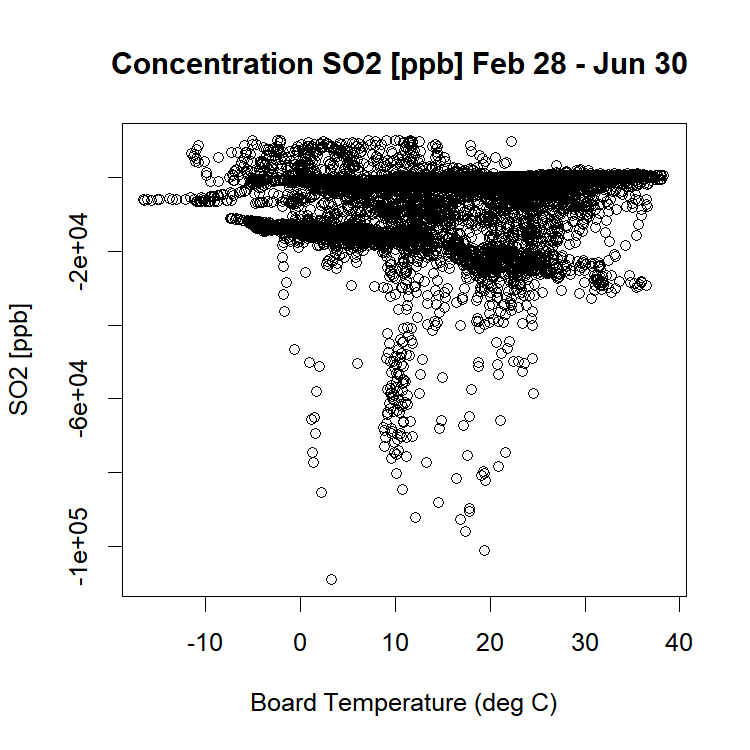 Concentration SO2 [ppb] Feb 28 - Jun 30
SO2 [ppb]
-2e+04
-6e+04
-1e+05
-10 0 10 20 30 40
Board Temperature (deg C)